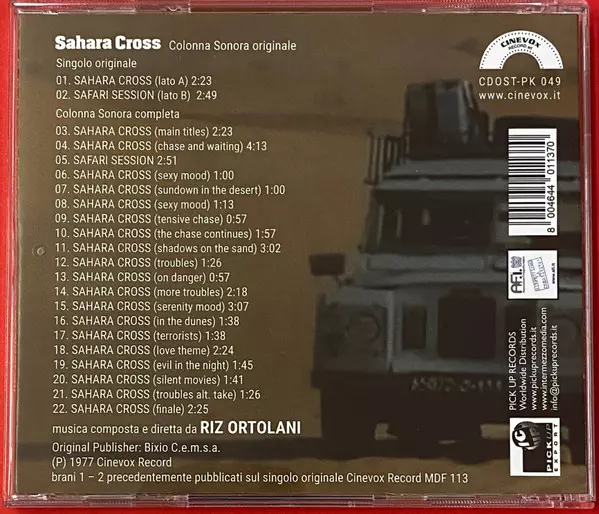 Sahara Cross Colonna Sonora originale
Singolo originale
01. SAHARA CROSS (lato A) 2:23
02. SAFARI SESSION (lato B) 2:49
Colonna Sonora completa
03. SAHARA CROSS (main titles) 2:23
04. SAHARA CROSS (chase and waiting) 4:13
05. SAFARI SESSION 2:51
06. SAHARA CROSS (sexy mood) 1:00
07. SAHARA CROSS (sundown in the desert) 1:00
08. SAHARA CROSS (sexy mood) 1:13
09. SAHARA CROSS (tensive chase) 0:57
10. SAHARA CROSS (the chase continues) 1:57
11. SAHARA CROSS (shadows on the sand) 3:02
12. SAHARA CROSS (troubles) 1:26
13. SAHARA CROSS (on danger) 0:57
14. SAHARA CROSS (more troubles) 2:18
15. SAHARA CROSS (serenity mood) 3:07
16. SAHARA CROSS (in the dunes) 1:38
17. SAHARA CROSS (terrorists) 1:38
18. SAHARA CROSS (love theme) 2:24
19. SAHARA CROSS (evil in the night) 1:45
20. SAHARA CROSS (silent movies) 1:41
21. SAHARA CROSS (troubles alt. take) 1:26
22. SAHARA CROSS (finale) 2:25
musica composta e diretta da RIZ ORTOLANI
Original Publisher: Bixio C.e.m.s.a.
(P) 1977 Cinevox Record
brani 1 – 2 precedentemente pubblicati sul singolo originale Cinevox Record MDF 113
CINEVOX
RECORD
CDOST-PK 049
www.cinevox.it
8 004644 011370
AFI.
PICK UP RECORDS
Worldwide Distribution
www.pickuprecords.it
www.intermezzomedia.com
info@pickuprecords.it
PICK UP
EXPORT